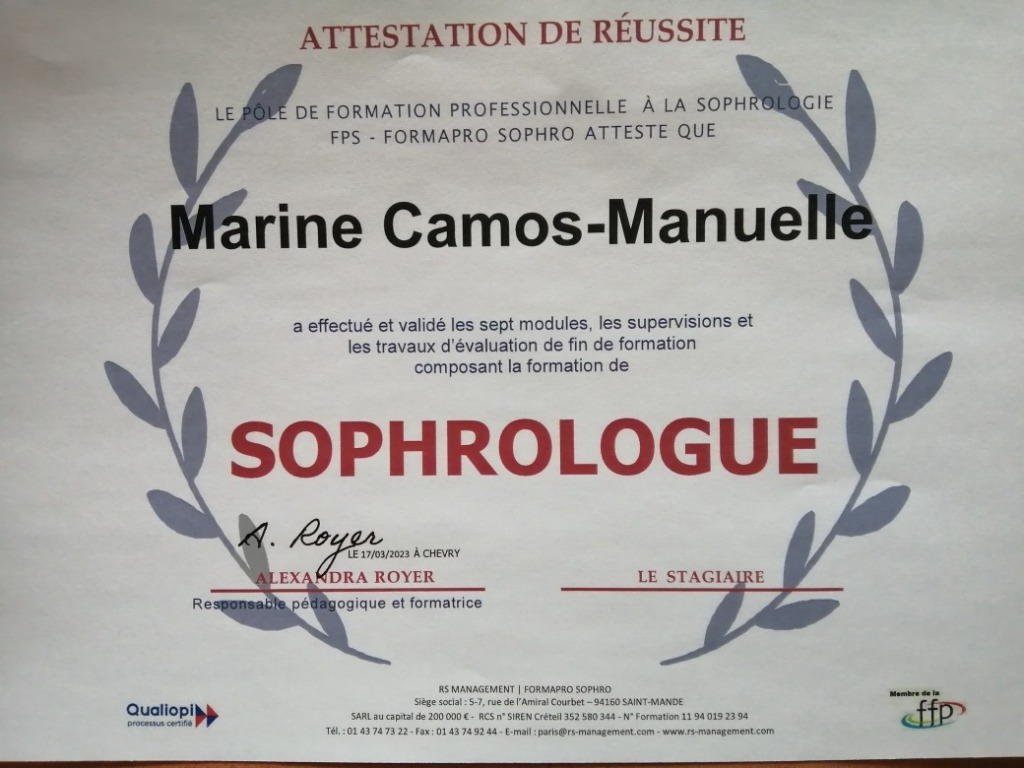 ATTESTATION DE RÉUSSITE
LE PÔLE DE FORMATION PROFESSIONNELLE À LA SOPHROLOGIE
FPS - FORMAPRO SOPHRO ATTESTE QUE
Marine Camos-Manuelle
a effectué et validé les sept modules, les supervisions et
les travaux d'évaluation de fin de formation
composant la formation de
SOPHROLOGUE
A. Royer
LE 17/03/2023 À CHEVRY
ALEXANDRA ROYER
LE STAGIAIRE
Responsable pédagogique et formatrice
RS MANAGEMENT | FORMAPRO SOPHRO
Siège social : 5-7, rue de l'Amiral Courbet – 94160 SAINT-MANDE
SARL au capital de 200 000 € - RCS n° SIREN Créteil 352 580 344 - N° Formation 11 94 019 23 94
Tél. : 01 43 74 73 22 - Fax : 01 43 74 92 44 - E-mail : paris@rs-management.com - www.rs-management.com
Qualiopi
processus certifié
Membre de la
ffp